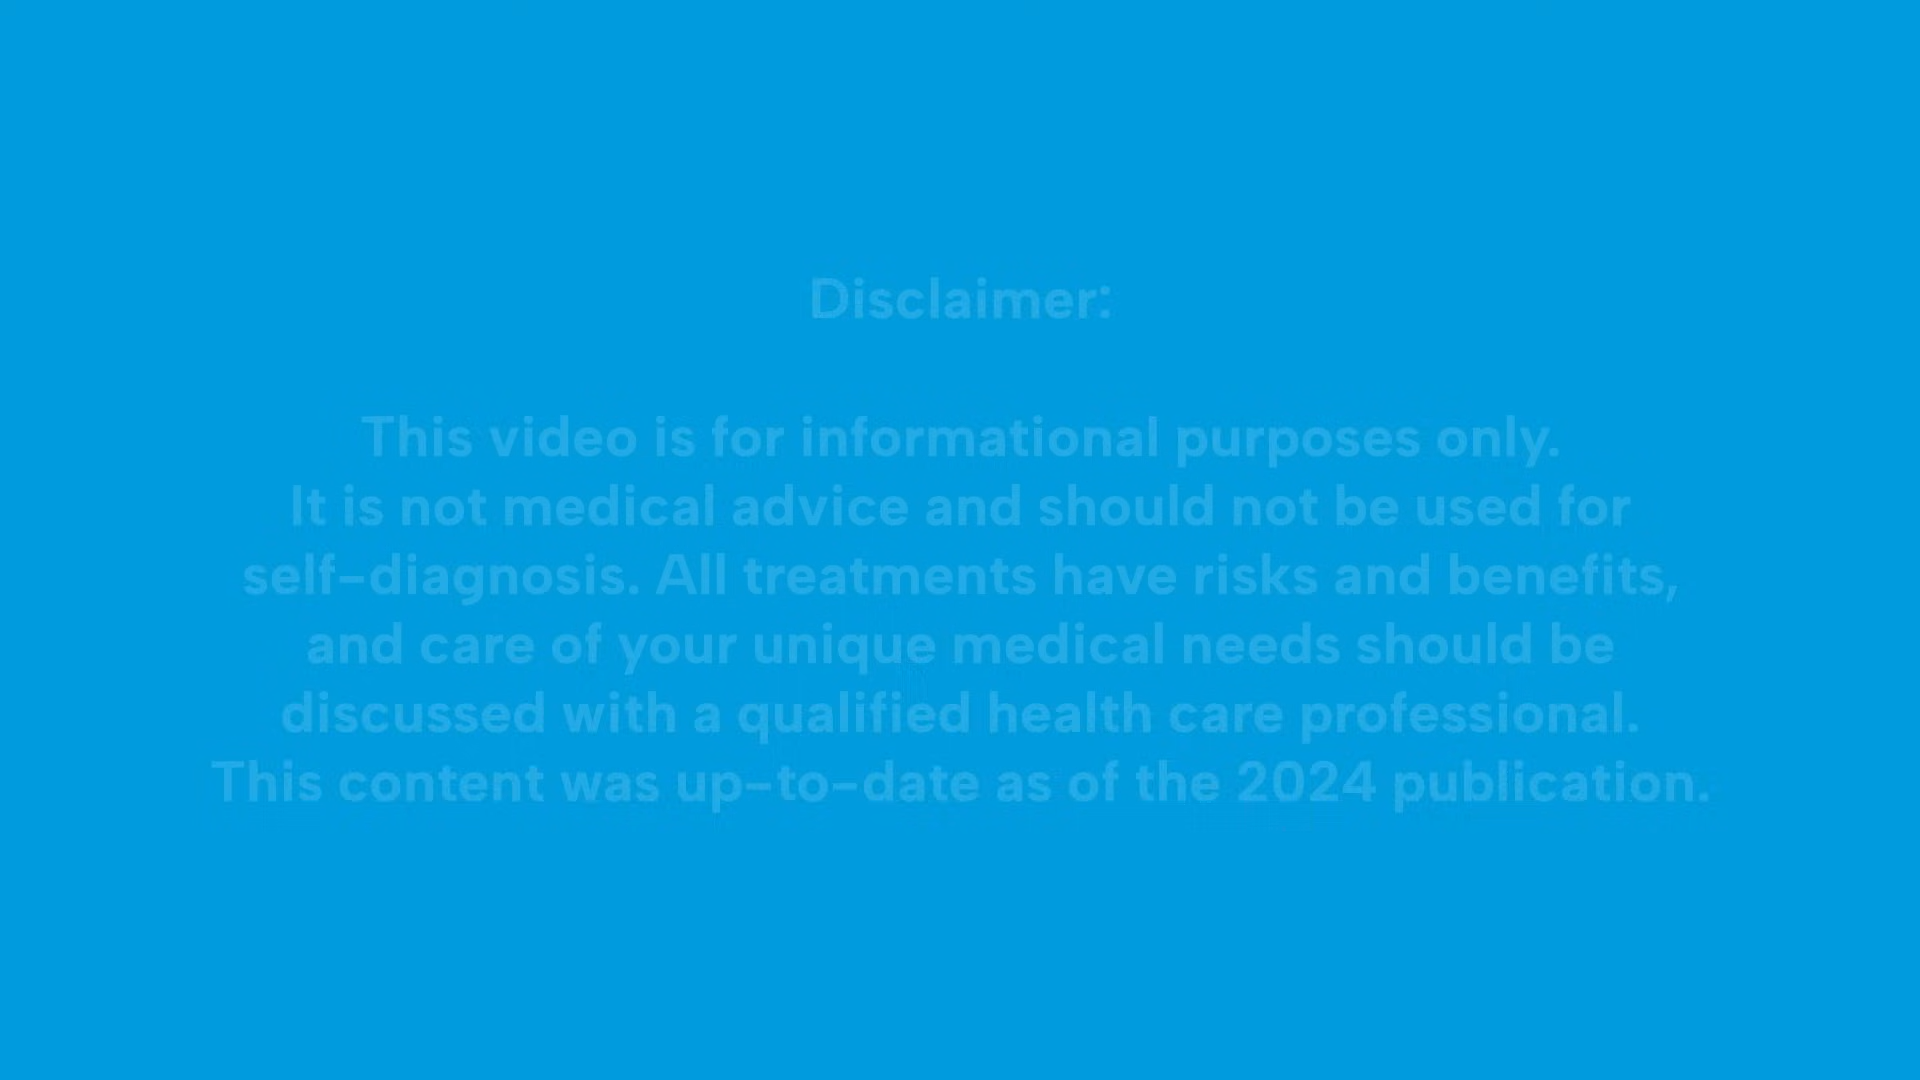 Disclaimer:
This video is for informational purposes only.
It is not medical advice and should not be used for
self-diagnosis. All treatments have risks and benefits,
and care of your unique medical needs should be
discussed with a qualified health care professional.
This content was up-to-date as of the 2024 publication.